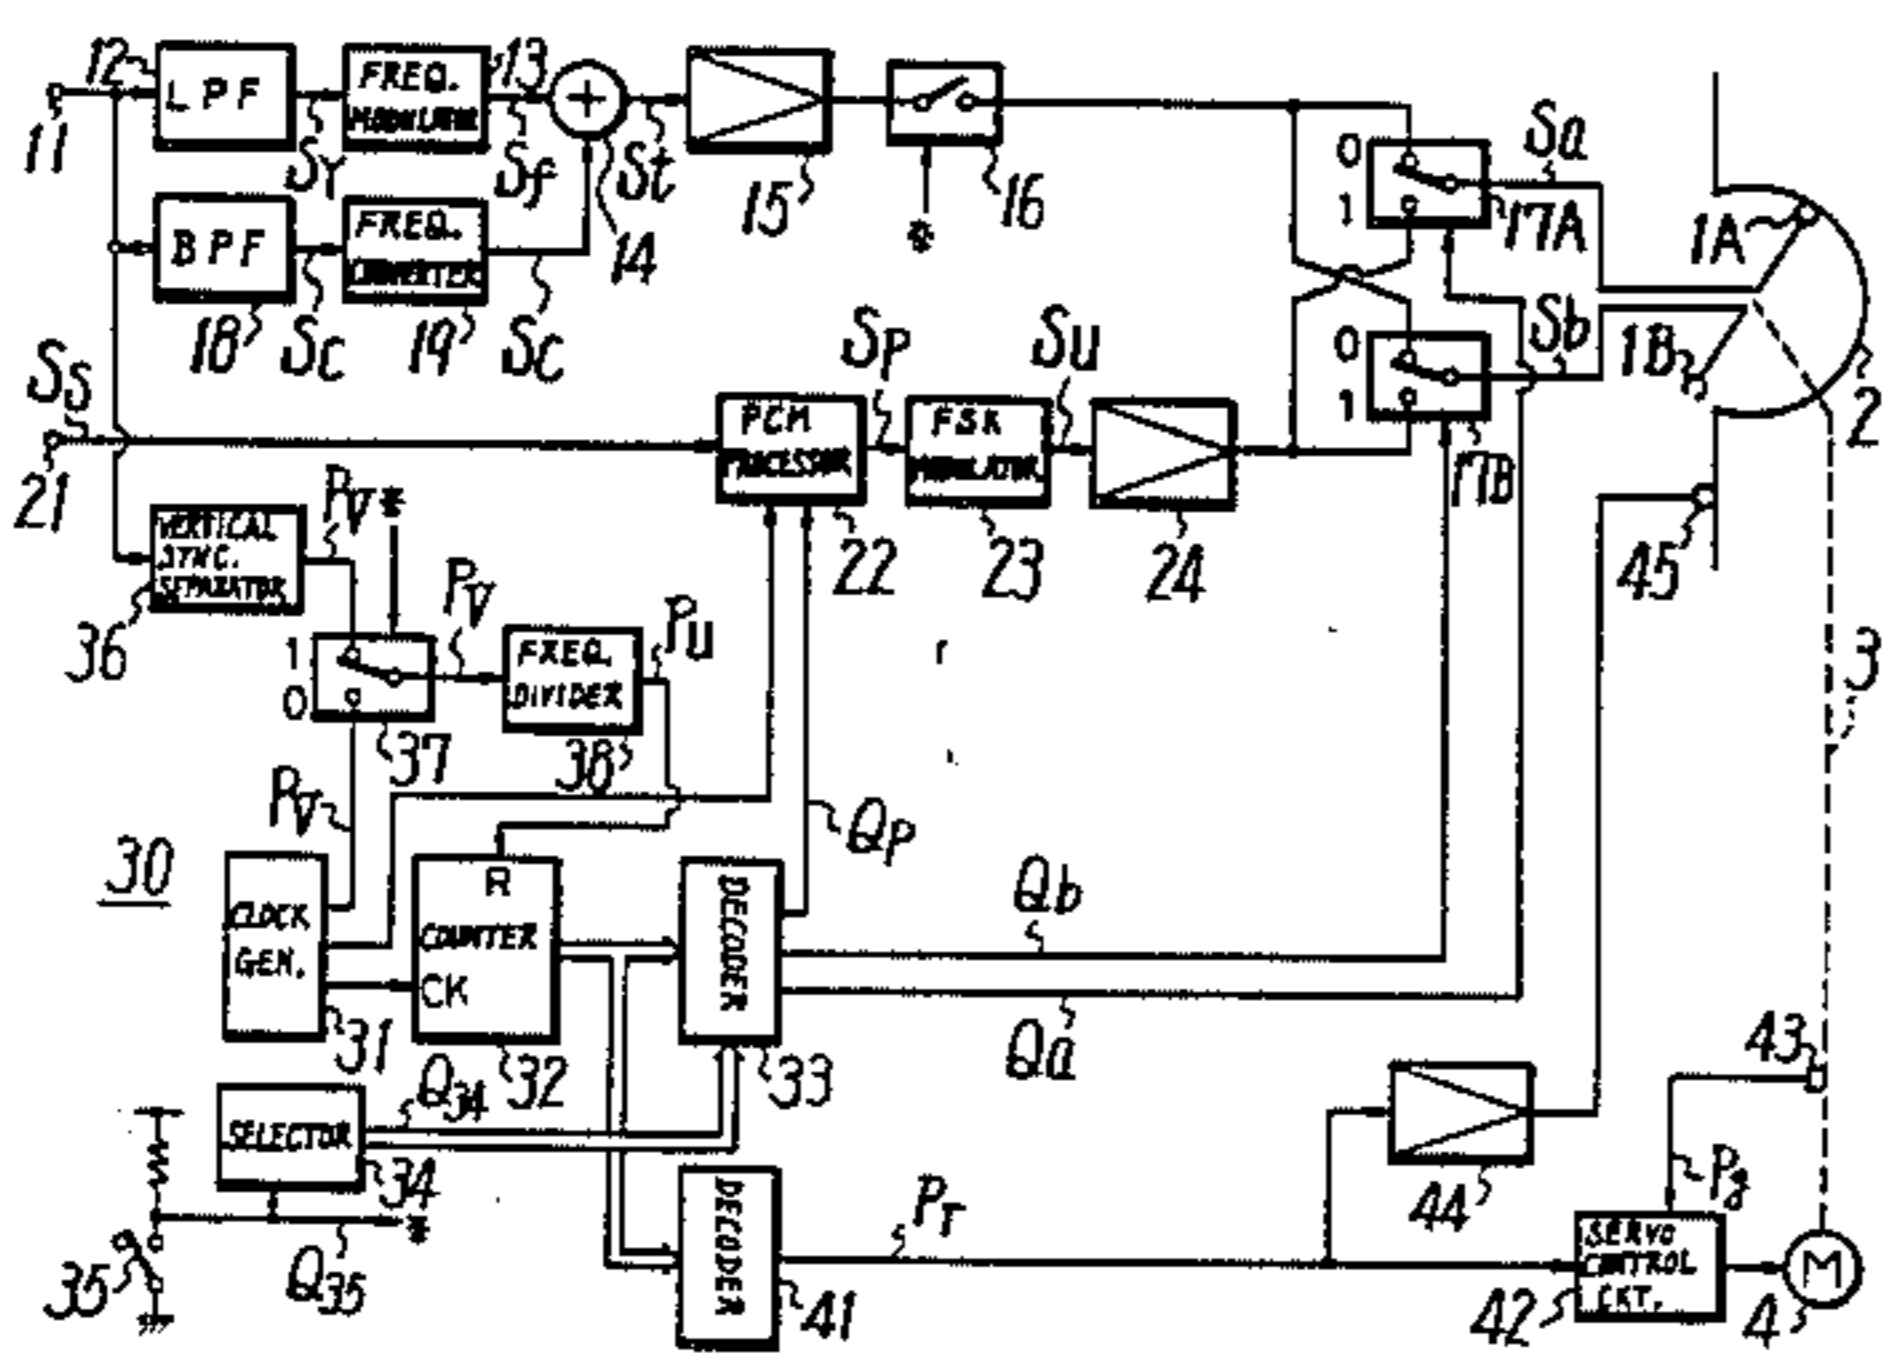 12
LPF
FREQ.
MODULATOR
13
11
SY
Sf
St
14
15
16
*
0
1
17A
Sa
1A
BPF
18
SC
FREQ.
CONVERTER
19
SC
SS
21
PCM
PROCESSOR
22
SP
FSK
MODULATOR
23
SU
24
0
1
17B
Sb
1B
2
45
3
VERTICAL
SYNC.
SEPARATOR
36
PV
*
1
0
37
PV
FREQ.
DIVIDER
38
PU
PV
30
CLOCK
GEN.
31
R
COUNTER
CK
32
DECODER
33
QP
Qb
Qa
SELECTOR
34
Q34
35
Q35
*
DECODER
41
Pr
44
43
Pg
SERVO
CONTROL
CKT.
42
M
4